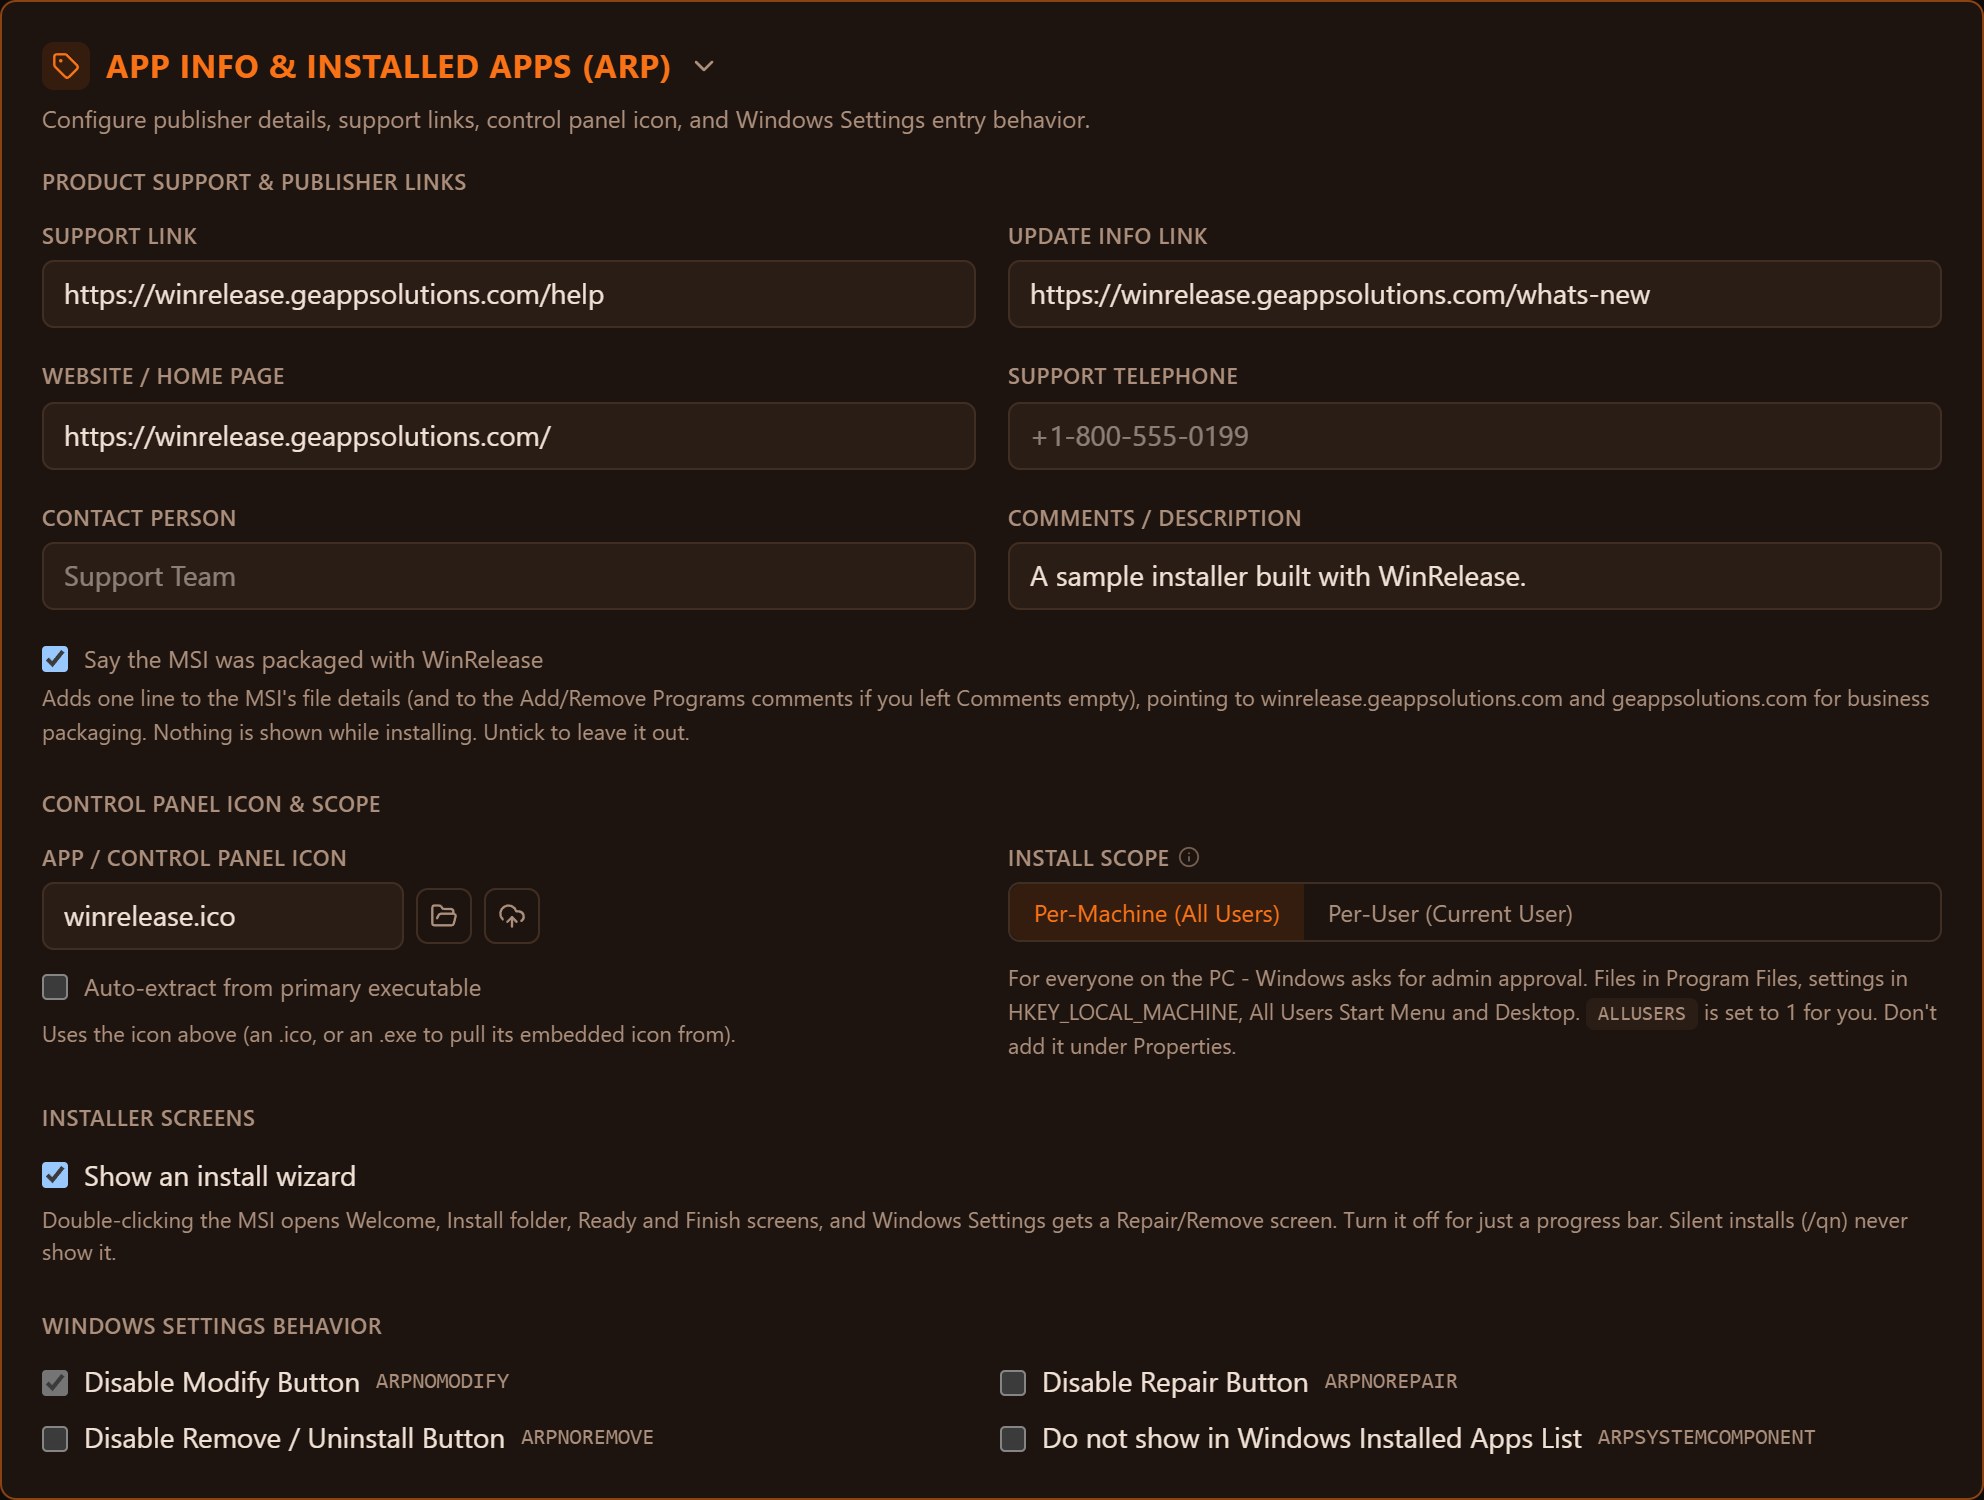 APP INFO & INSTALLED APPS (ARP)
Configure publisher details, support links, control panel icon, and Windows Settings entry behavior.
PRODUCT SUPPORT & PUBLISHER LINKS
SUPPORT LINK
https://winrelease.geappsolutions.com/help
UPDATE INFO LINK
https://winrelease.geappsolutions.com/whats-new
WEBSITE / HOME PAGE
https://winrelease.geappsolutions.com/
SUPPORT TELEPHONE
+1-800-555-0199
CONTACT PERSON
Support Team
COMMENTS / DESCRIPTION
A sample installer built with WinRelease.
Say the MSI was packaged with WinRelease
Adds one line to the MSI's file details (and to the Add/Remove Programs comments if you left Comments empty), pointing to winrelease.geappsolutions.com and geappsolutions.com for business
packaging. Nothing is shown while installing. Untick to leave it out.
CONTROL PANEL ICON & SCOPE
APP / CONTROL PANEL ICON
winrelease.ico
Auto-extract from primary executable
Uses the icon above (an .ico, or an .exe to pull its embedded icon from).
INSTALL SCOPE
Per-Machine (All Users) Per-User (Current User)
For everyone on the PC - Windows asks for admin approval. Files in Program Files, settings in
HKEY_LOCAL_MACHINE, All Users Start Menu and Desktop. ALLUSERS is set to 1 for you. Don't
add it under Properties.
INSTALLER SCREENS
Show an install wizard
Double-clicking the MSI opens Welcome, Install folder, Ready and Finish screens, and Windows Settings gets a Repair/Remove screen. Turn it off for just a progress bar. Silent installs (/qn) never
show it.
WINDOWS SETTINGS BEHAVIOR
Disable Modify Button ARPNOMODIFY
Disable Repair Button ARPNOREPAIR
Disable Remove / Uninstall Button ARPNOREMOVE
Do not show in Windows Installed Apps List ARPSYSTEMCOMPONENT